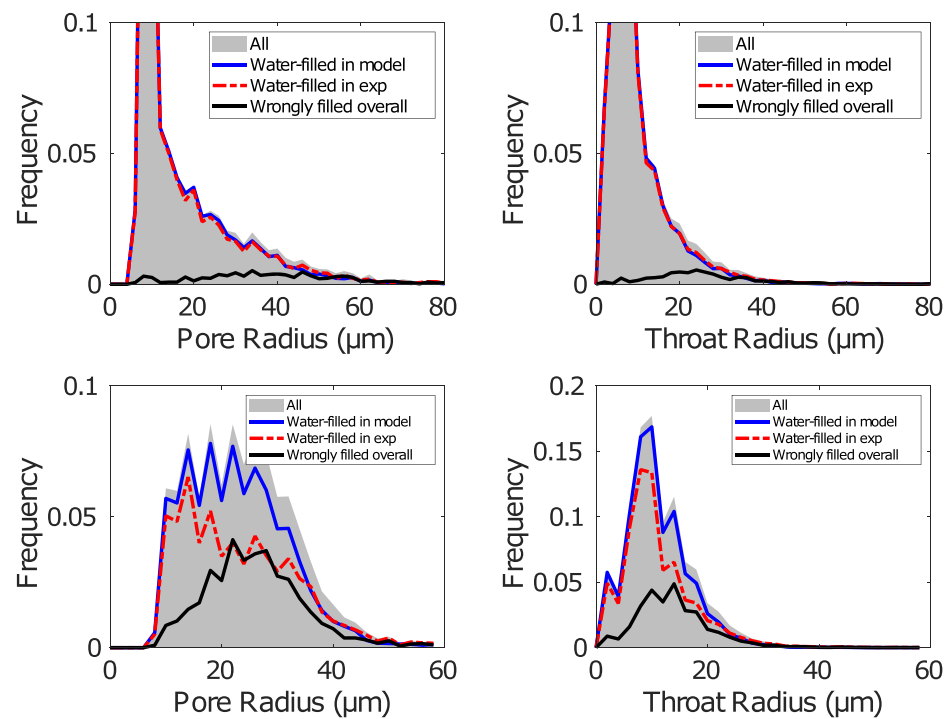 0.1
0.05
0
Frequency
0 20 40 60 80
Pore Radius (µm)
All
Water-filled in model
Water-filled in exp
Wrongly filled overall
0.1
0.05
0
Frequency
0 20 40 60 80
Throat Radius (µm)
All
Water-filled in model
Water-filled in exp
Wrongly filled overall
0.1
0.05
0
Frequency
0 20 40 60
Pore Radius (µm)
All
Water-filled in model
Water-filled in exp
Wrongly filled overall
0.2
0.15
0.1
0.05
0
Frequency
0 20 40 60
Throat Radius (µm)
All
Water-filled in model
Water-filled in exp
Wrongly filled overall